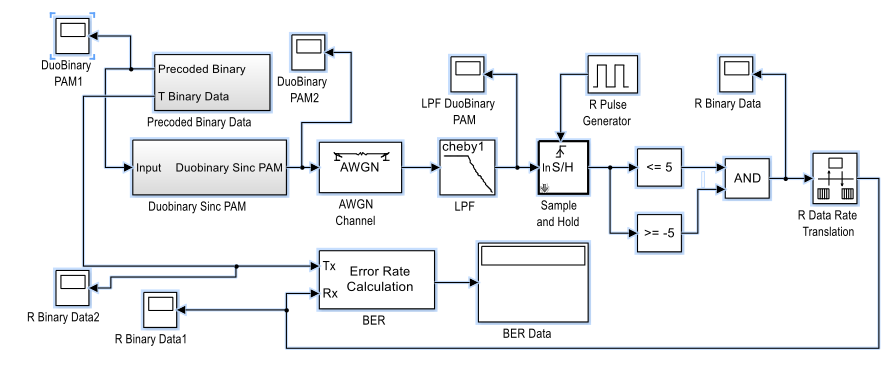 DuoBinary
PAM1
Precoded Binary
T Binary Data
Precoded Binary Data
DuoBinary
PAM2
LPF DuoBinary
PAM
R Pulse
Generator
R Binary Data
Input
Duobinary Sinc PAM
Duobinary Sinc PAM
AWGN
AWGN
Channel
cheby1
LPF
In
S/H
Sample
and Hold
<= 5
>= -5
AND
R Data Rate
Translation
R Binary Data2
R Binary Data1
Tx
Rx
Error Rate
Calculation
BER
BER Data